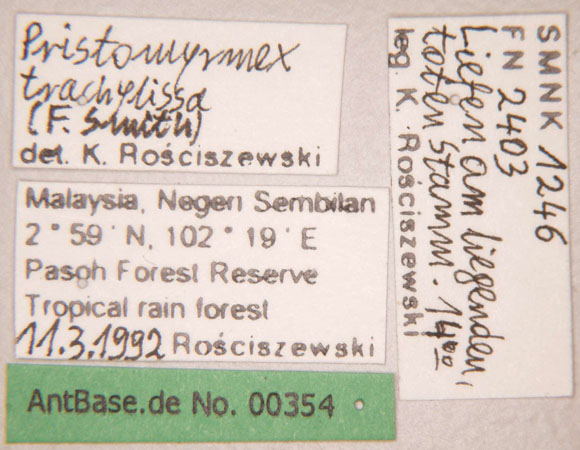 Pristomyrmex
trachylissa
(F. Smith)
det. K. Rościszewski
Malaysia, Negeri Sembilan
2°59'N, 102°19'E
Pasoh Forest Reserve
Tropical rain forest
11.3.1992 Rościszewski
AntBase.de No. 00354
SMNK 1246
FN 2403
Liefen am liegenden,
toten Stamm. 14⁰⁰
leg. K. Rościszewski